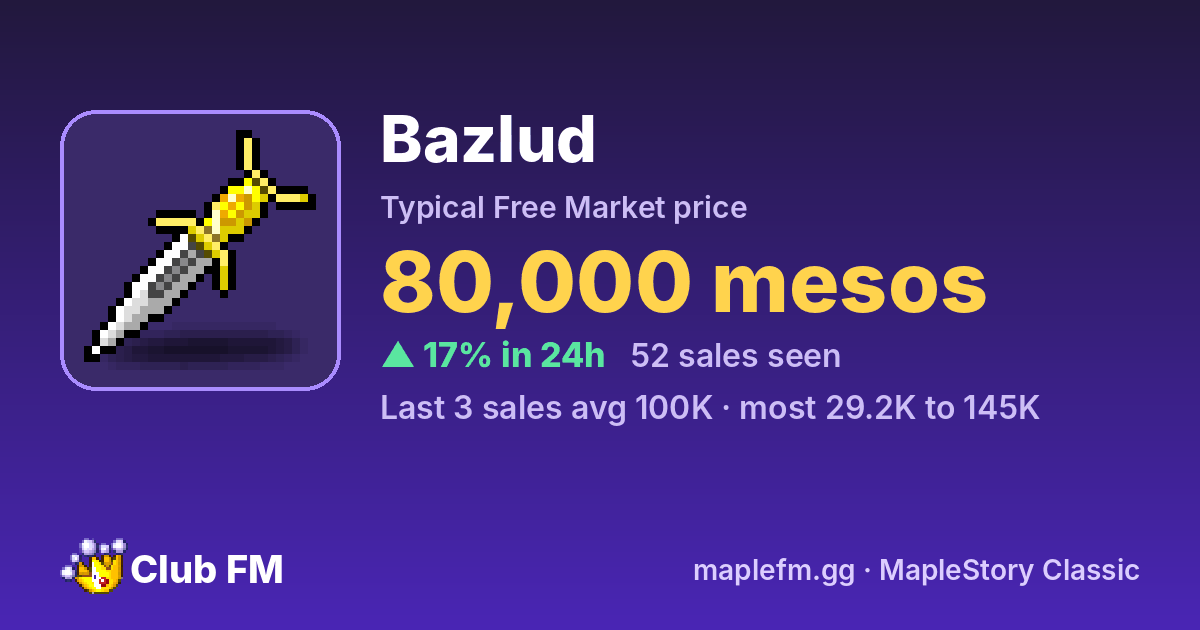 Bazlud
Typical Free Market price
80,000 mesos
▲ 17% in 24h 52 sales seen
Last 3 sales avg 100K · most 29.2K to 145K
Club FM
maplefm.gg · MapleStory Classic